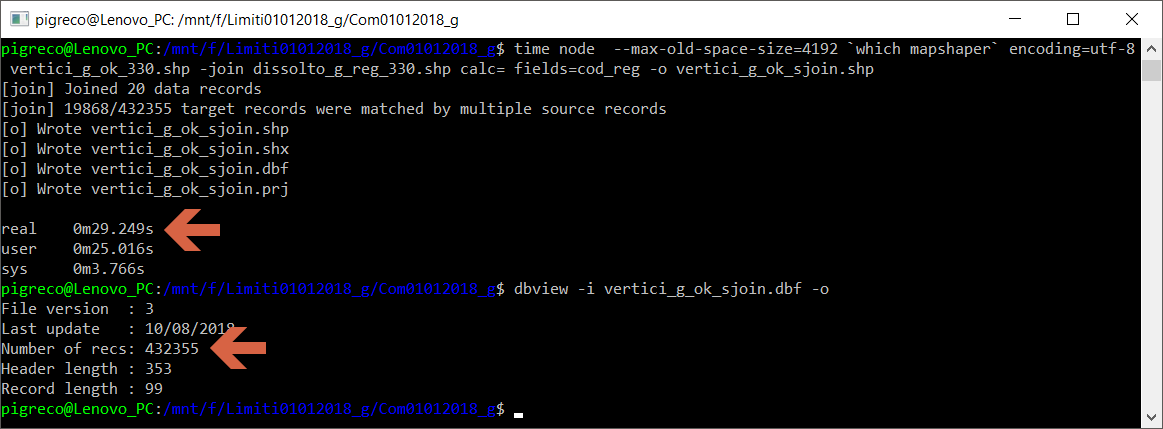 pigreco@Lenovo_PC: /mnt/f/Limiti01012018_g/Com01012018_g
pigreco@Lenovo_PC:/mnt/f/Limiti01012018_g/Com01012018_g$ time node  --max-old-space-size=4192 `which mapshaper` encoding=utf-8
 vertici_g_ok_330.shp -join dissolto_g_reg_330.shp calc= fields=cod_reg -o vertici_g_ok_sjoin.shp
[join] Joined 20 data records
[join] 19868/432355 target records were matched by multiple source records
[o] Wrote vertici_g_ok_sjoin.shp
[o] Wrote vertici_g_ok_sjoin.shx
[o] Wrote vertici_g_ok_sjoin.dbf
[o] Wrote vertici_g_ok_sjoin.prj
real    0m29.249s
user    0m25.016s
sys     0m3.766s
pigreco@Lenovo_PC:/mnt/f/Limiti01012018_g/Com01012018_g$ dbview -i vertici_g_ok_sjoin.dbf -o
File version  : 3
Last update   : 10/08/2018
Number of recs: 432355
Header length : 353
Record length : 99
pigreco@Lenovo_PC:/mnt/f/Limiti01012018_g/Com01012018_g$